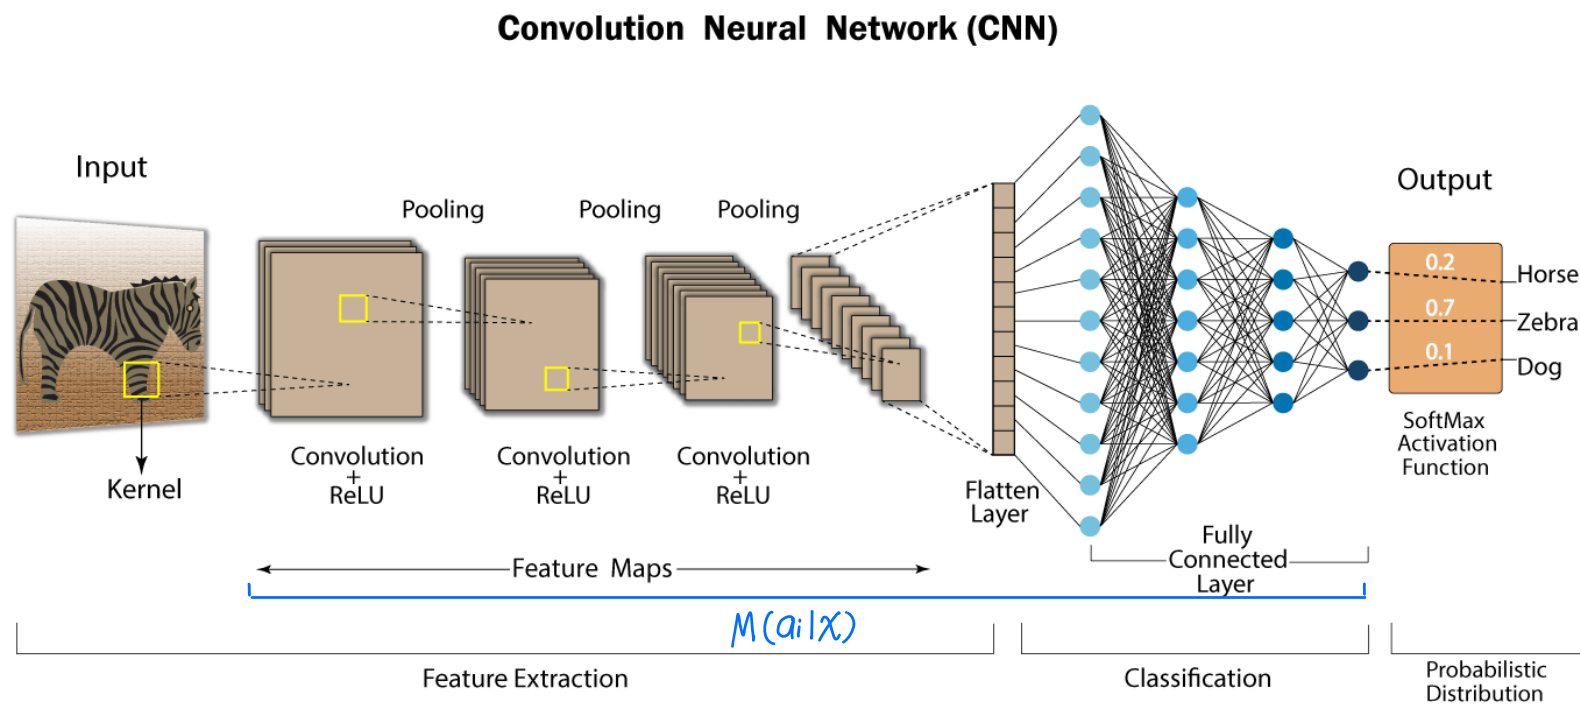 Convolution Neural Network (CNN)
Input
Output
Pooling
Pooling
Pooling
0.2
Horse
0.7
Zebra
0.1
Dog
Kernel
Convolution
+
ReLU
Convolution
+
ReLU
Convolution
+
ReLU
Flatten
Layer
SoftMax
Activation
Function
Fully
Connected
Layer
Feature Maps
M(ai|x)
Feature Extraction
Classification
Probabilistic
Distribution